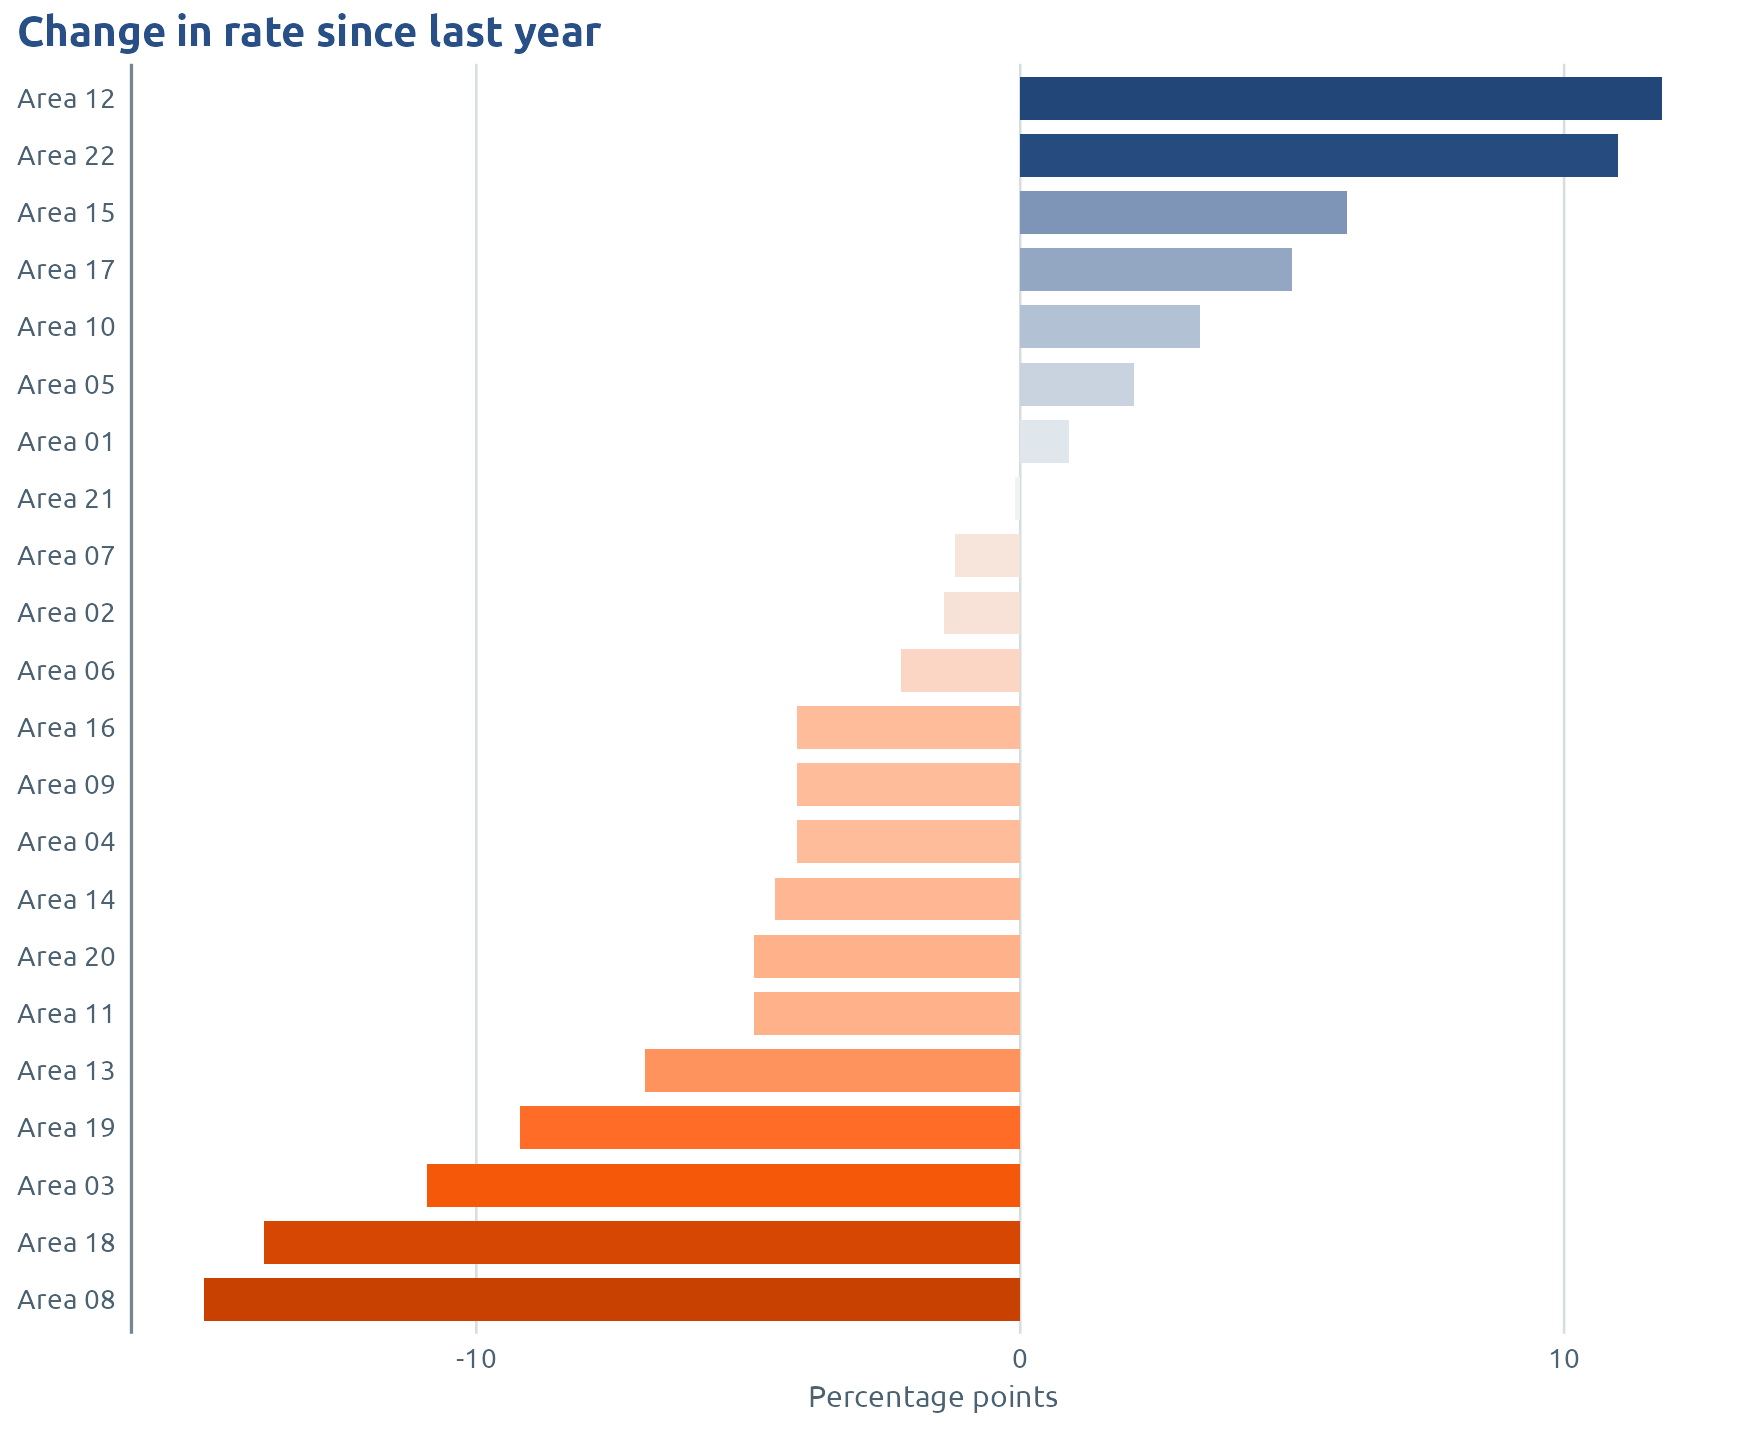 Change in rate since last year
Area 12
Area 22
Area 15
Area 17
Area 10
Area 05
Area 01
Area 21
Area 07
Area 02
Area 06
Area 16
Area 09
Area 04
Area 14
Area 20
Area 11
Area 13
Area 19
Area 03
Area 18
Area 08
-10 0 10
Percentage points